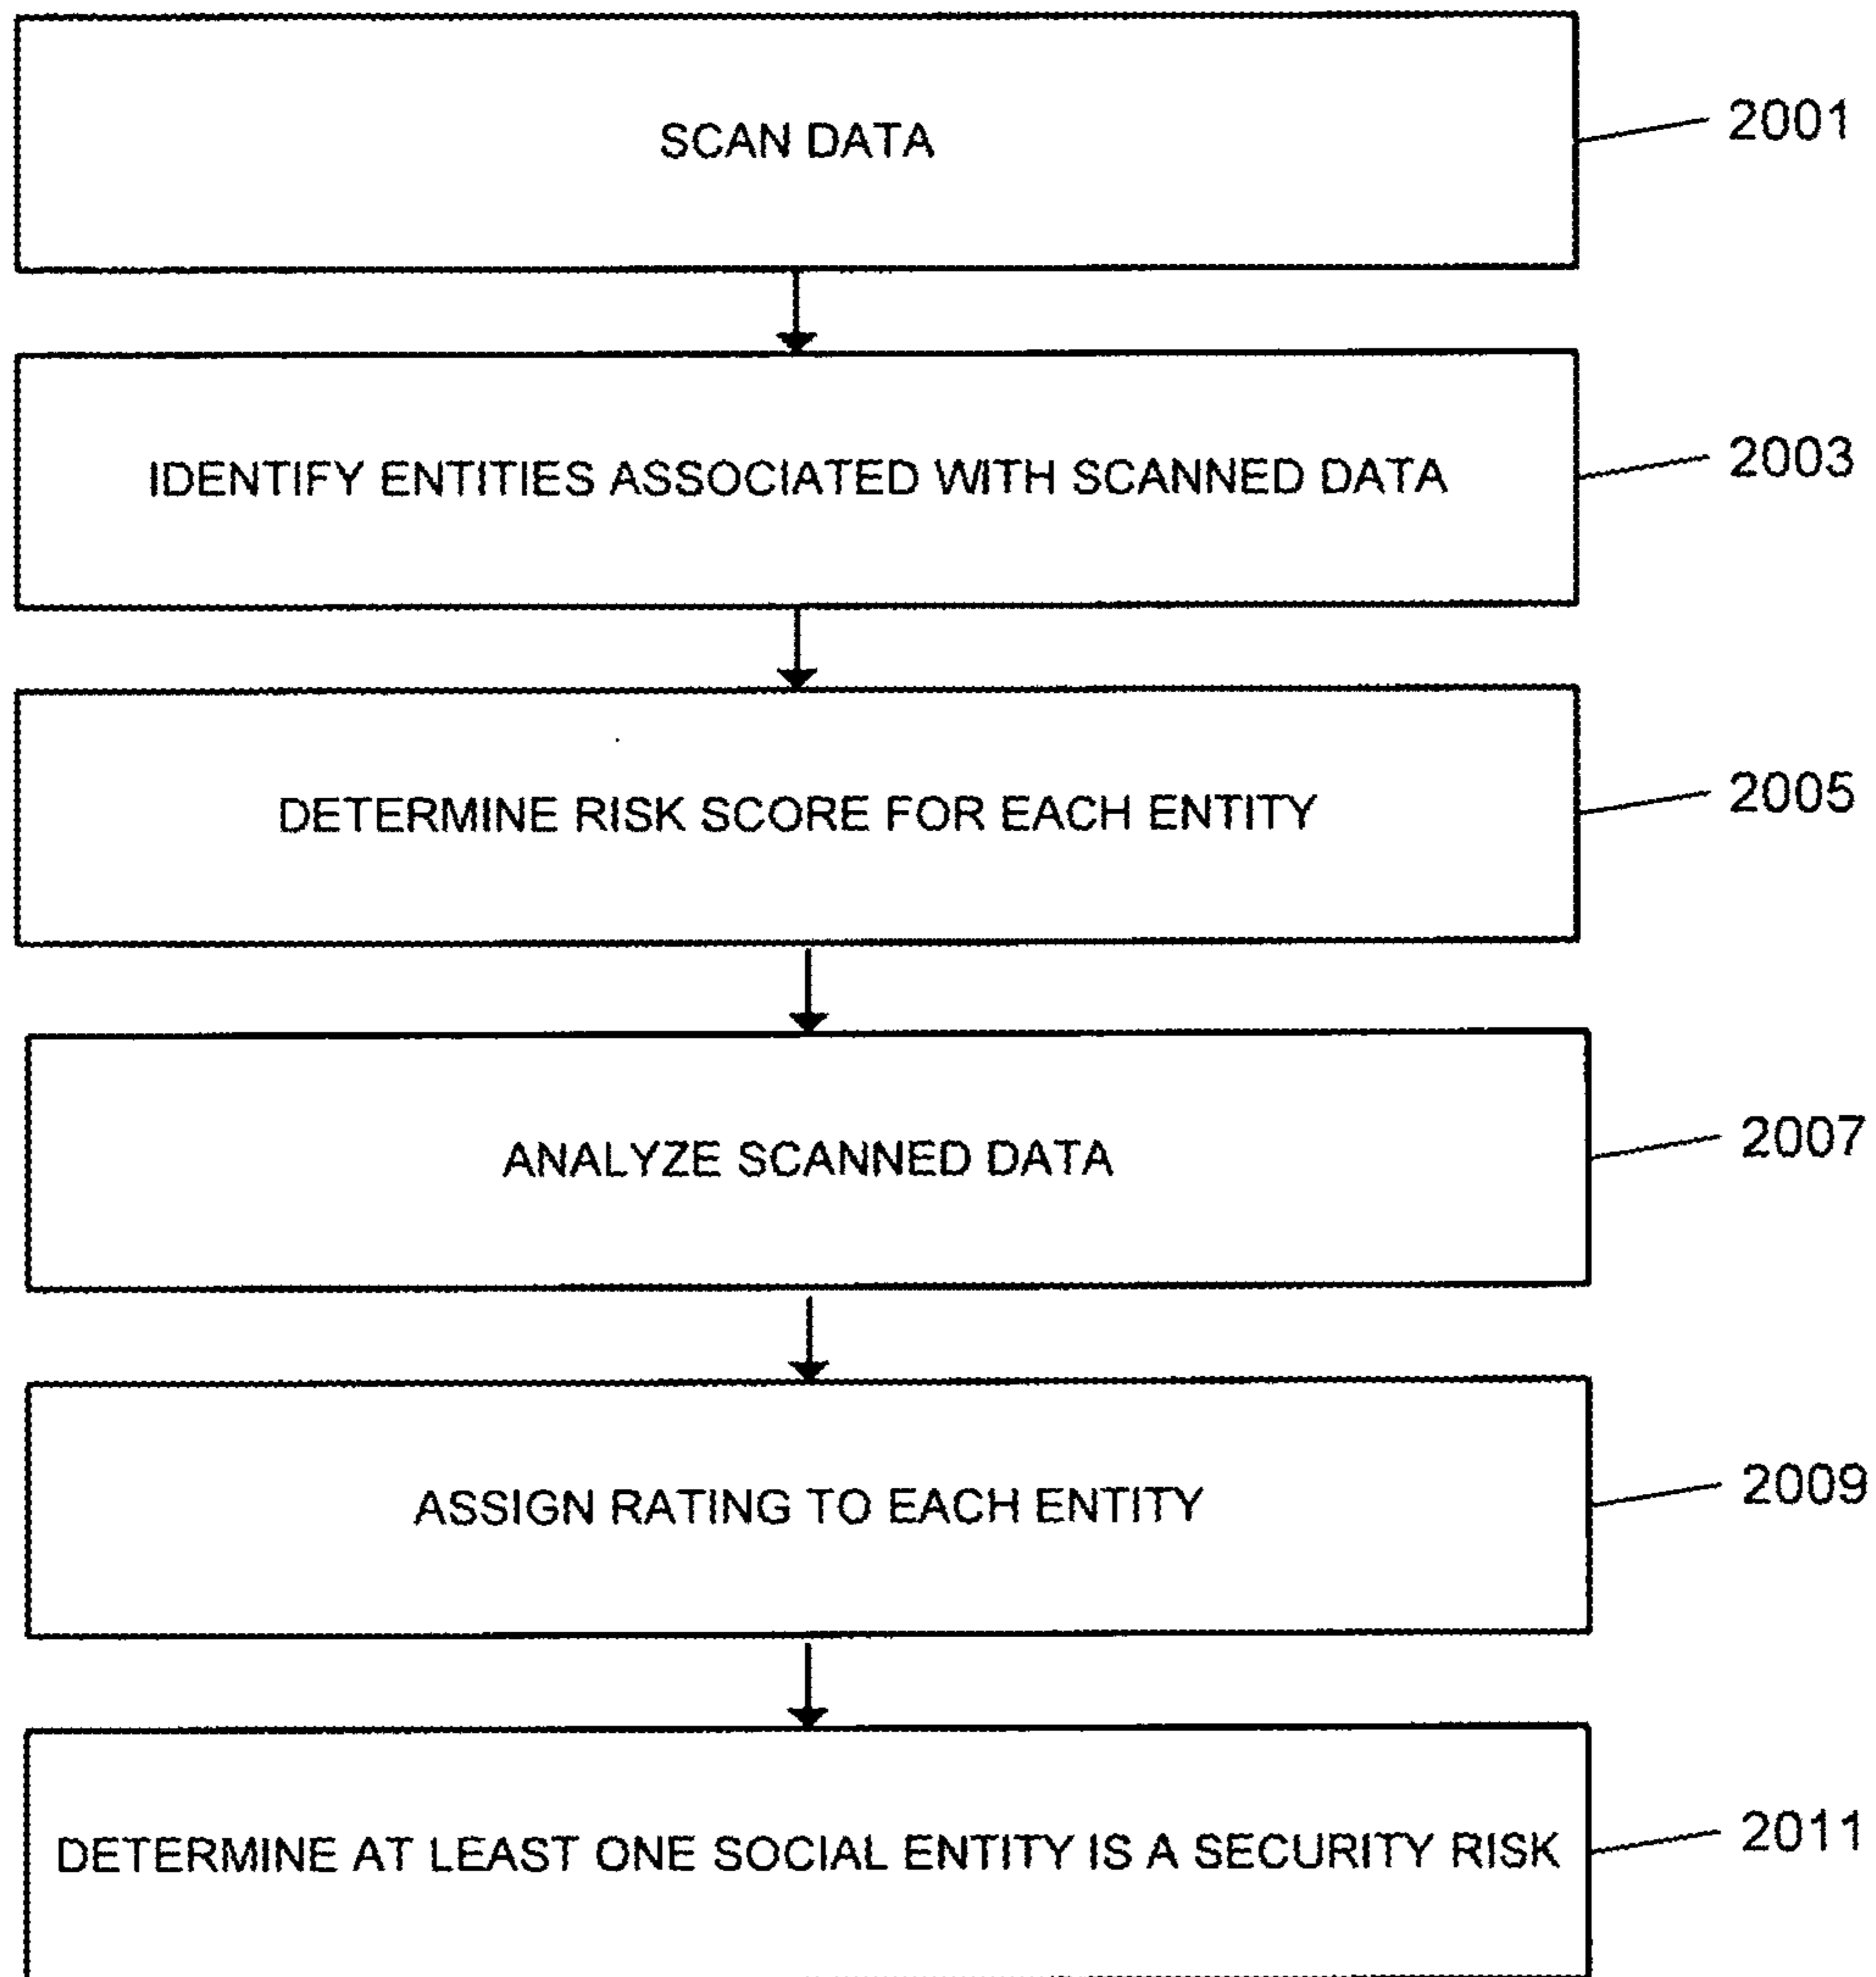 SCAN DATA
2001
IDENTIFY ENTITIES ASSOCIATED WITH SCANNED DATA
2003
DETERMINE RISK SCORE FOR EACH ENTITY
2005
ANALYZE SCANNED DATA
2007
ASSIGN RATING TO EACH ENTITY
2009
DETERMINE AT LEAST ONE SOCIAL ENTITY IS A SECURITY RISK
2011